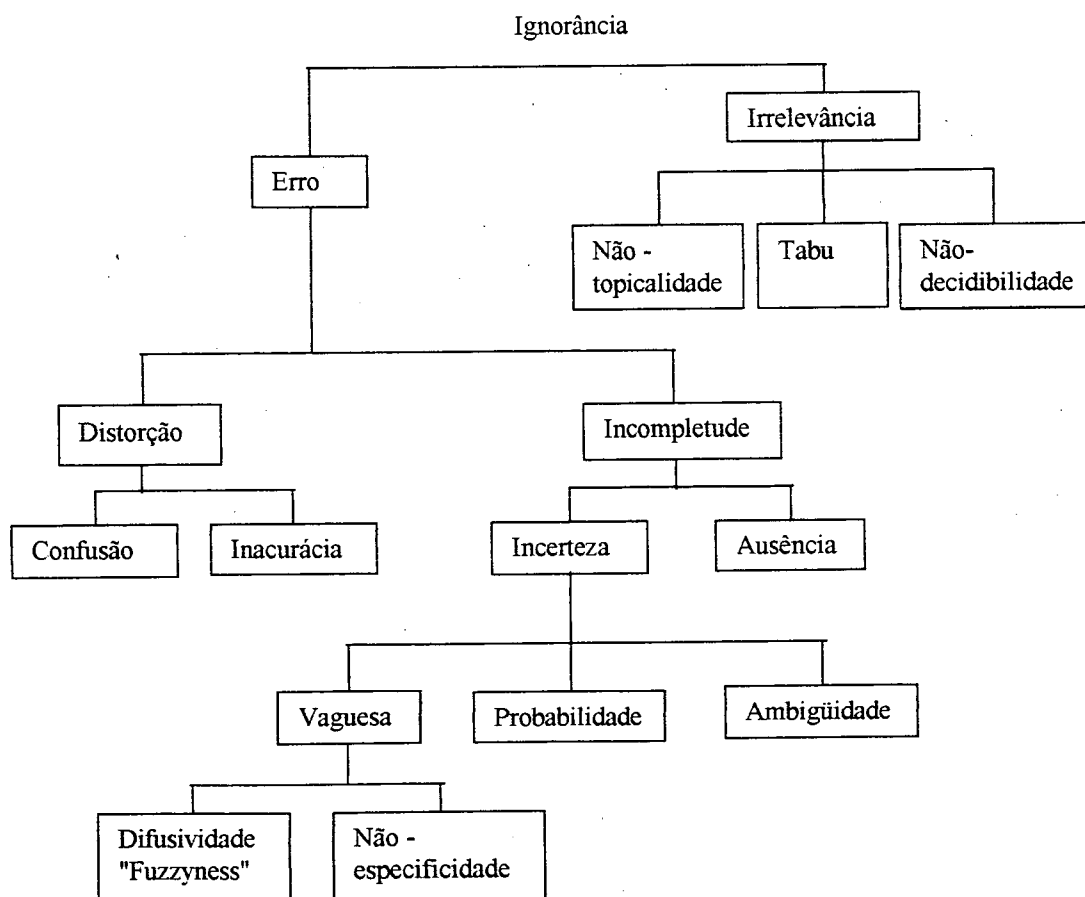 Ignorância
Irrelevância
Erro
Não -
topicalidade
Tabu
Não-
decidibilidade
Distorção
Incompletude
Confusão
Inacurácia
Incerteza
Ausência
Vaguesa
Probabilidade
Ambigüidade
Difusividade
"Fuzzyness"
Não -
especificidade